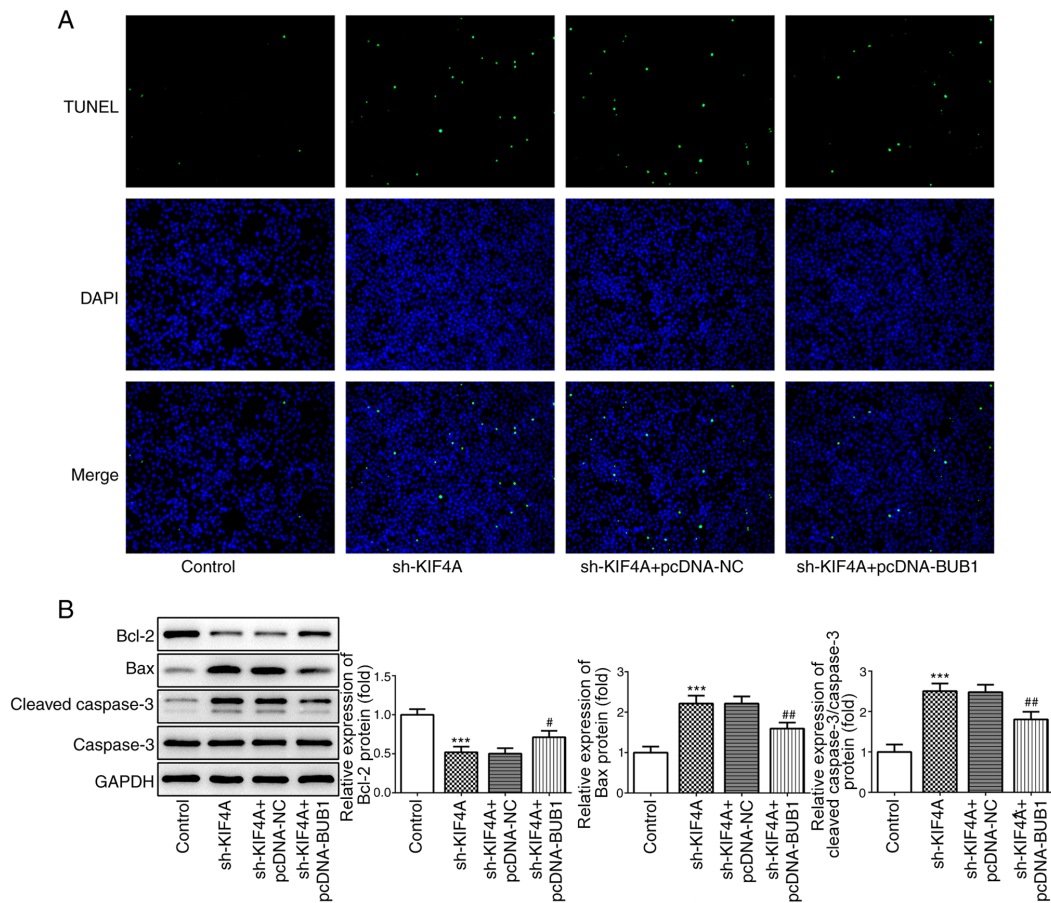 A
TUNEL
DAPI
Merge
Control
sh-KIF4A
sh-KIF4A+pcDNA-NC
sh-KIF4A+pcDNA-BUB1
B
Bcl-2
Bax
Cleaved caspase-3
Caspase-3
GAPDH
Control
sh-KIF4A
sh-KIF4A+
pcDNA-NC
sh-KIF4A+
pcDNA-BUB1
Relative expression of
Bcl-2 protein (fold)
1.5
1.0
0.5
0.0
***
#
Control
sh-KIF4A
sh-KIF4A+
pcDNA-NC
sh-KIF4A+
pcDNA-BUB1
Relative expression of
Bax protein (fold)
3
2
1
0
***
##
Control
sh-KIF4A
sh-KIF4A+
pcDNA-NC
sh-KIF4A+
pcDNA-BUB1
Relative expression of
cleaved caspase-3/caspase-3
protein (fold)
3
2
1
0
***
##
Control
sh-KIF4A
sh-KIF4A+
pcDNA-NC
sh-KIF4A+
pcDNA-BUB1